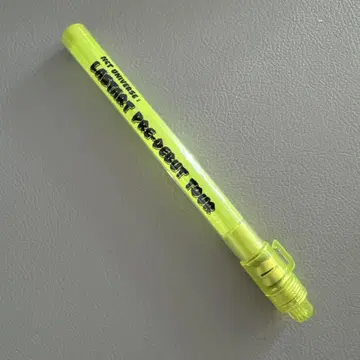 NCT UNIVERSE :
LASTART PRE-DEBUT TOUR